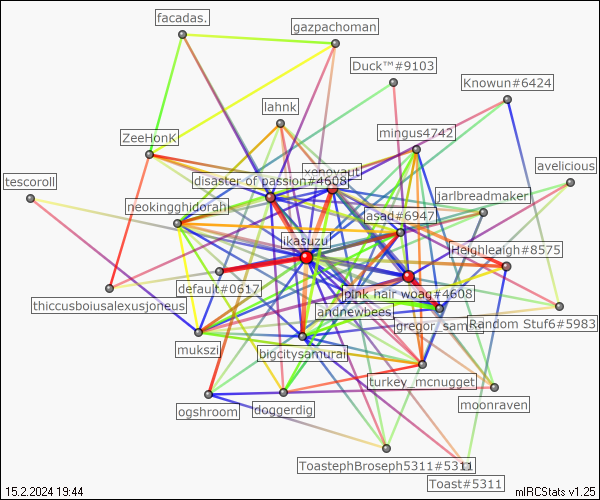 facadas.
gazpachoman
Duck™#9103
Knowun#6424
lahnk
mingus4742
ZeeHonK
avelicious
xenovaut
tescoroll
disaster of passion#4608
jarlbreadmaker
neokingghidorah
asad#6947
ikasuzu
Heighleaigh#8575
default#0617
pink hair woag#4608
thiccusbousalexusjoneus
andnewbees
gregor_samsa
Random Stuf6#5983
mukszi
bigcitysamurai
turkey_mcnugget
moonraven
ogshroom
doggerdig
ToastephBroseph5311#5311
Toast#5311
15.2.2024 19:44
mIRCStats v1.25